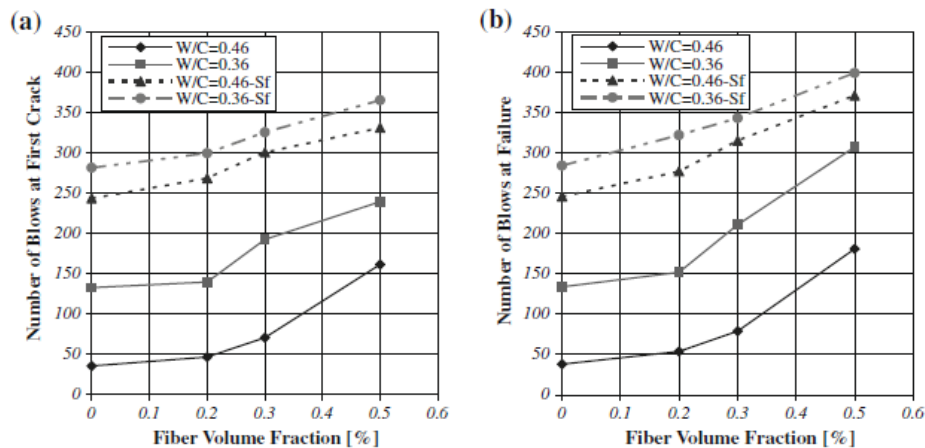 (a)
450
400
350
300
250
200
150
100
50
0
Number of Blows at First Crack
W/C=0.46
W/C=0.36
W/C=0.46-Sf
W/C=0.36-Sf
0 0.1 0.2 0.3 0.4 0.5 0.6
Fiber Volume Fraction [%]
(b)
450
400
350
300
250
200
150
100
50
0
Number of Blows at Failure
W/C=0.46
W/C=0.36
W/C=0.46-Sf
W/C=0.36-Sf
0 0.1 0.2 0.3 0.4 0.5 0.6
Fiber Volume Fraction [%]